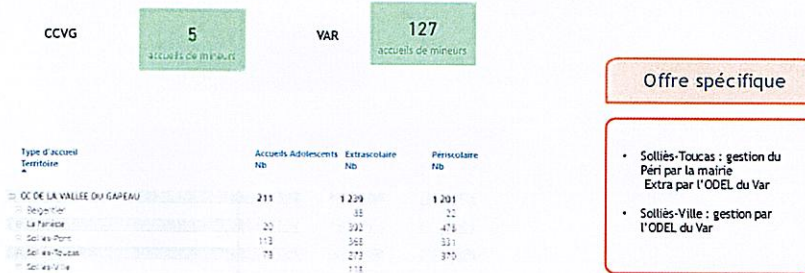 CCVG
5
accueils de mineurs
VAR
127
accueils de mineurs
Offre spécifique
Type d'accueil
Territoire
Accueils Adolescents Nb
Extrascolaire Nb
Périscolaire Nb
CC DE LA VALLEE DU GAPEAU 211 1 239 1 201
Belgentier 22
La Farlède 20 392 478
Solliès-Pont 113 368 331
Solliès-Toucas 78 273 370
Solliès-Ville 118
• Solliès-Toucas : gestion du
Péri par la mairie
Extra par l'ODEL du Var
• Solliès-Ville : gestion par
l'ODEL du Var